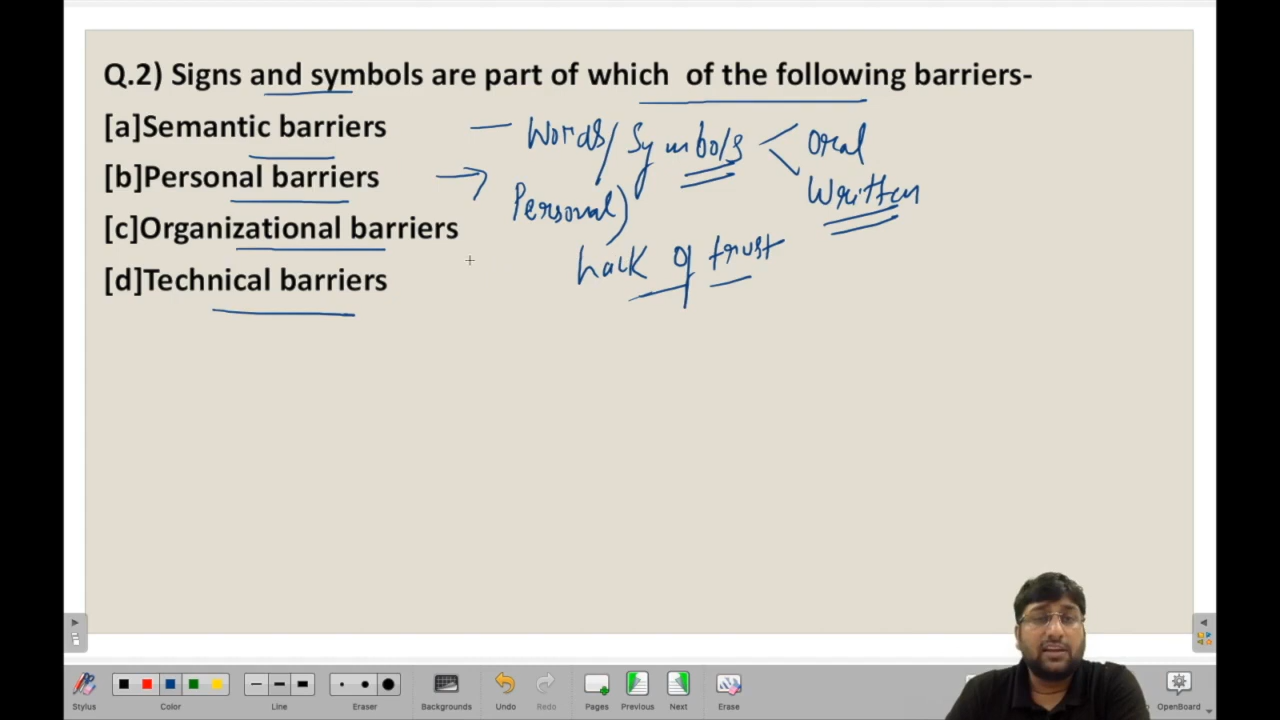 Q.2) Signs and symbols are part of which of the following barriers-
[a]Semantic barriers
— Words/Symbols < Oral
Written
[b]Personal barriers
→ Personal)
[c]Organizational barriers
Lack of trust
[d]Technical barriers
Stylus
Color
Line
Eraser
Backgrounds
Undo
Redo
Pages
Previous
Next
Erase
OpenBoard